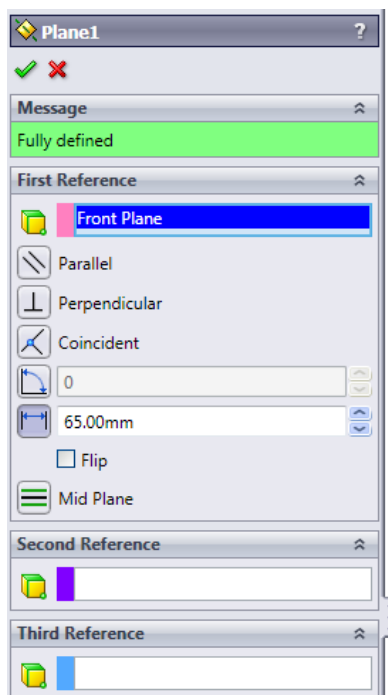 Plane1 ?
Message
Fully defined
First Reference
Front Plane
Parallel
Perpendicular
Coincident
0
65.00mm
Flip
Mid Plane
Second Reference
Third Reference